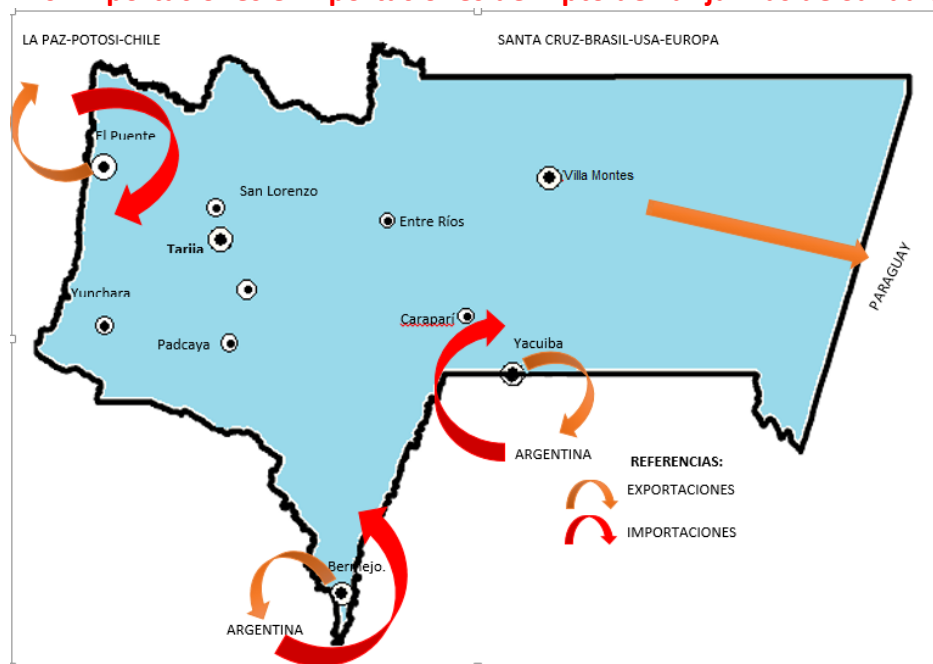 LA PAZ-POTOSI-CHILE
SANTA CRUZ-BRASIL-USA-EUROPA
El Puente
San Lorenzo
Villa Montes
Entre Ríos
Tarija
PARAGUAY
Yunchara
Caraparí
Padcaya
Yacuiba
ARGENTINA
REFERENCIAS:
EXPORTACIONES
IMPORTACIONES
Bermejo.
ARGENTINA